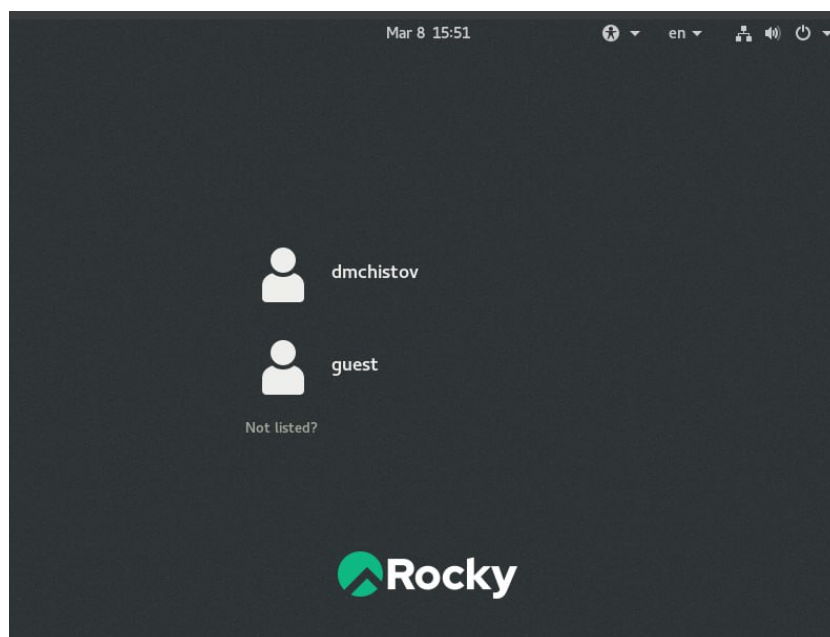 Mar 8 15:51
en
dmchistov
guest
Not listed?
Rocky